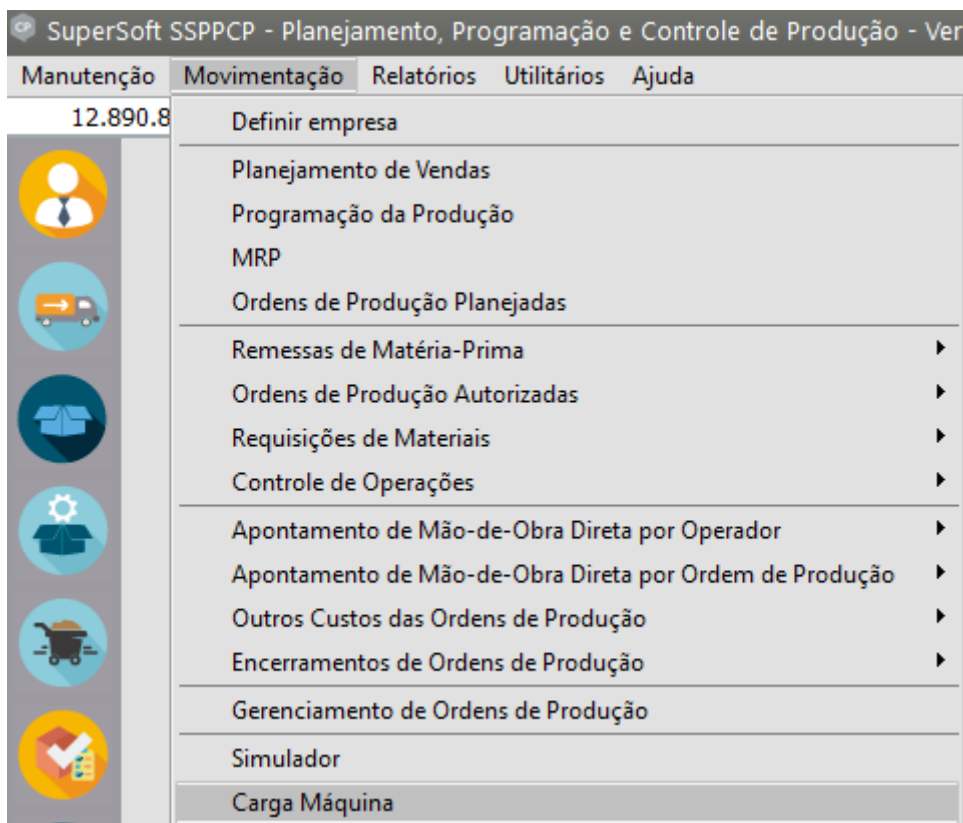 SuperSoft SSPPCP - Planejamento, Programação e Controle de Produção - Ver
Manutenção Movimentação Relatórios Utilitários Ajuda
12.890.8
Definir empresa
Planejamento de Vendas
Programação da Produção
MRP
Ordens de Produção Planejadas
Remessas de Matéria-Prima
Ordens de Produção Autorizadas
Requisições de Materiais
Controle de Operações
Apontamento de Mão-de-Obra Direta por Operador
Apontamento de Mão-de-Obra Direta por Ordem de Produção
Outros Custos das Ordens de Produção
Encerramentos de Ordens de Produção
Gerenciamento de Ordens de Produção
Simulador
Carga Máquina